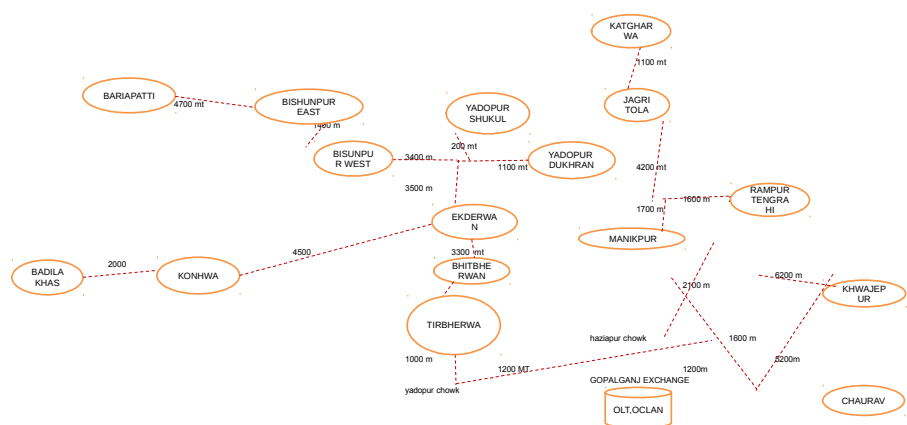 KATGHAR
WA
1100 mt
BARIAPATTI
4700 mt
BISHUNPUR
EAST
1400 m
YADOPUR
SHUKUL
JAGRI
TOLA
200 mt
BISUNPU
R WEST
3400 m
1100 mt
YADOPUR
DUKHRAN
4200 mt
3500 m
1700 m
1600 m
RAMPUR
TENGRA
HI
EKDERWA
N
MANIKPUR
4500
3300 mt
2000
BADILA
KHAS
KONHWA
BHITBHE
RWAN
6200 m
2100 m
KHWAJEP
UR
TIRBHERWA
haziapur chowk
1600 m
1000 m
1200 MT
1200m
5200m
yadopur chowk
GOPALGANJ EXCHANGE
OLT,OCLAN
CHAURAV